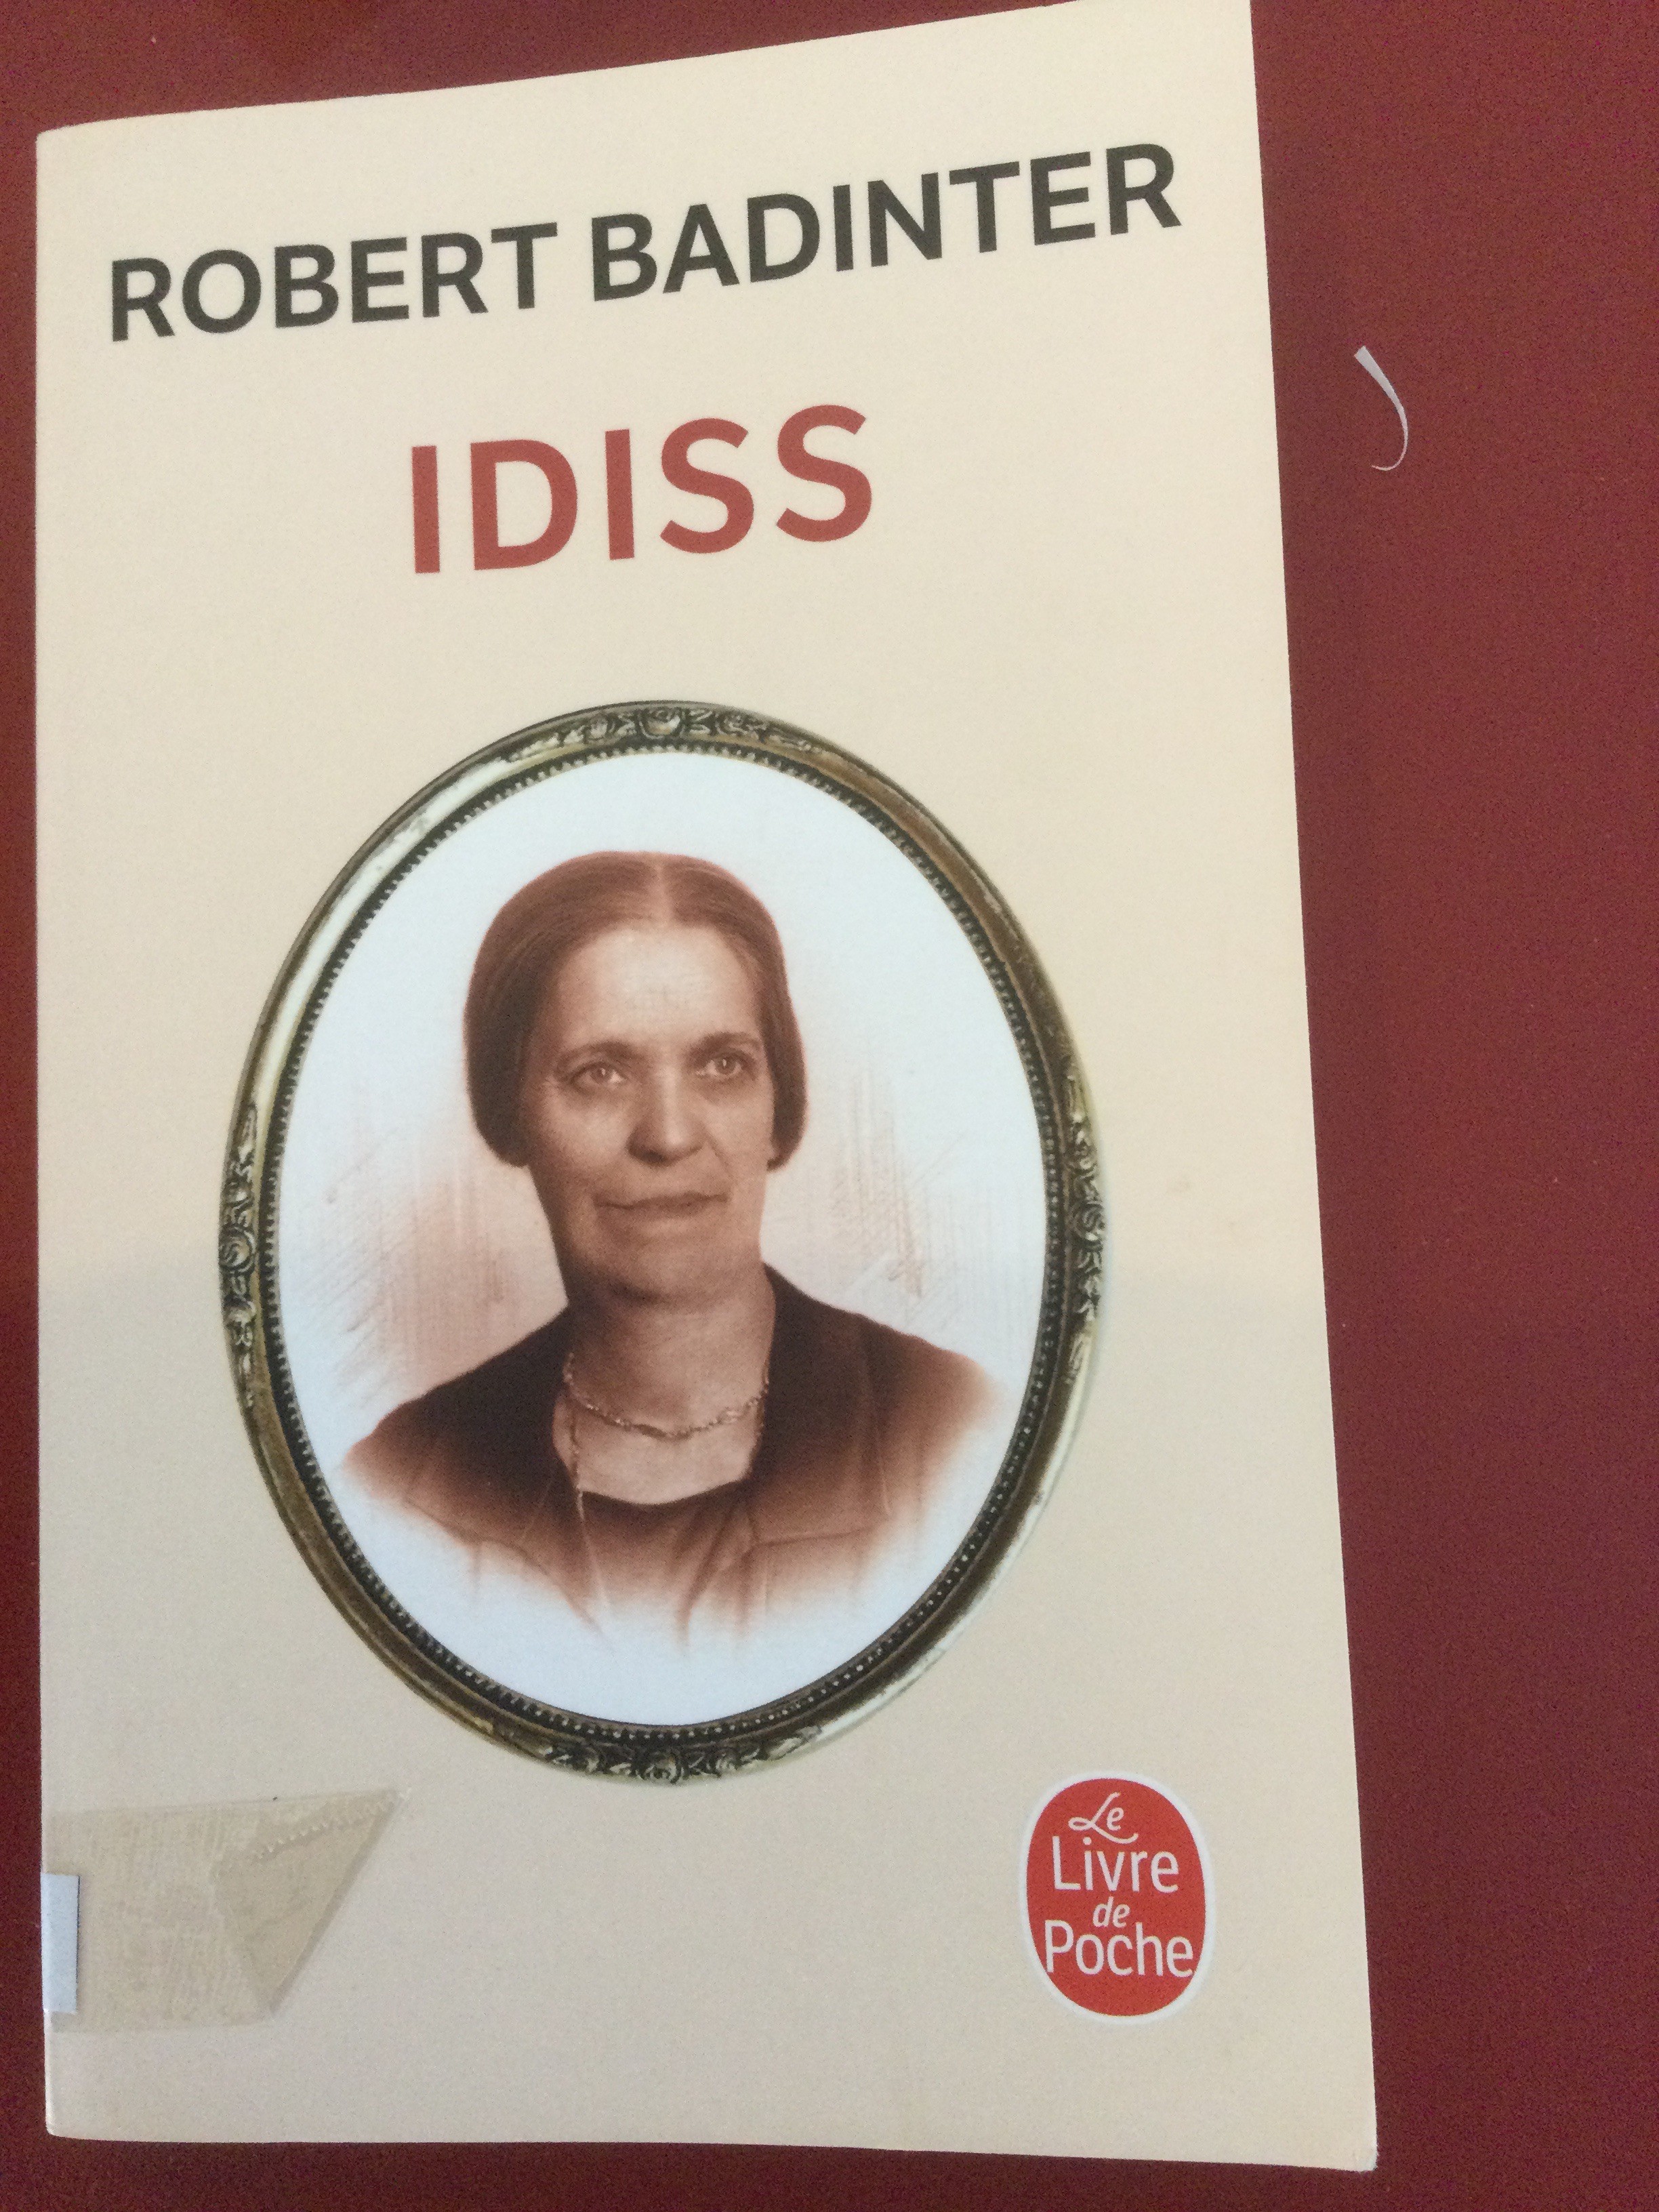 ROBERT BADINTER
IDISS
Le
Livre
de
Poche